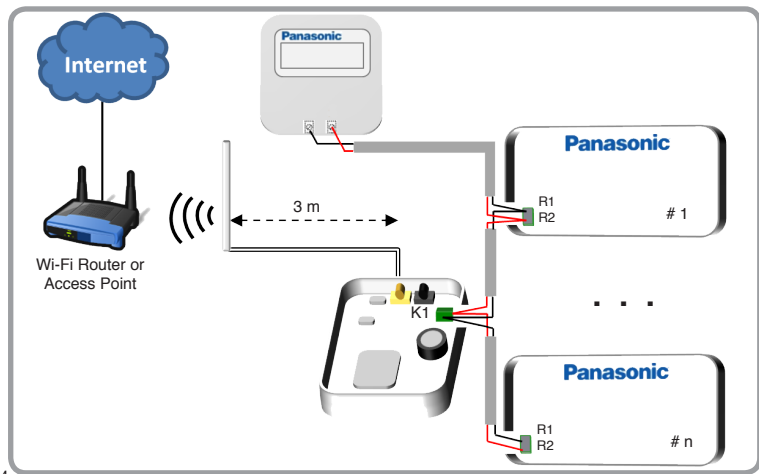 Internet
Panasonic
Panasonic
R1
R2
# 1
3 m
Wi-Fi Router or
Access Point
K1
. . .
Panasonic
R1
R2
# n